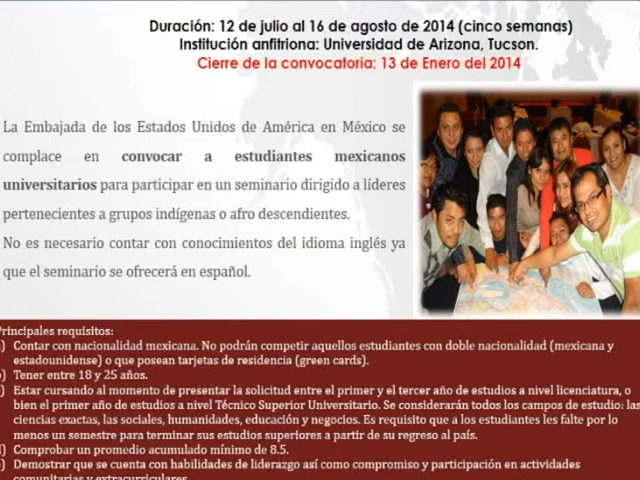 Duración: 12 de julio al 16 de agosto de 2014 (cinco semanas)
Institución anfitriona: Universidad de Arizona, Tucson.
Cierre de la convocatoria: 13 de Enero del 2014
La Embajada de los Estados Unidos de América en México se
complace en convocar a estudiantes mexicanos
universitarios para participar en un seminario dirigido a líderes
pertenecientes a grupos indígenas o afro descendientes.
No es necesario contar con conocimientos del idioma inglés ya
que el seminario se ofrecerá en español.
Principales requisitos:
) Contar con nacionalidad mexicana. No podrán competir aquellos estudiantes con doble nacionalidad (mexicana y
estadounidense) o que posean tarjetas de residencia (green cards).
) Tener entre 18 y 25 años.
) Estar cursando al momento de presentar la solicitud entre el primer y el tercer año de estudios a nivel licenciatura, o
bien el primer año de estudios a nivel Técnico Superior Universitario. Se considerarán todos los campos de estudio: las
ciencias exactas, las sociales, humanidades, educación y negocios. Es requisito que a los estudiantes les falte por lo
menos un semestre para terminar sus estudios superiores a partir de su regreso al país.
) Comprobar un promedio acumulado mínimo de 8.5.
) Demostrar que se cuenta con habilidades de liderazgo así como compromiso y participación en actividades
comunitarias y extracurriculares